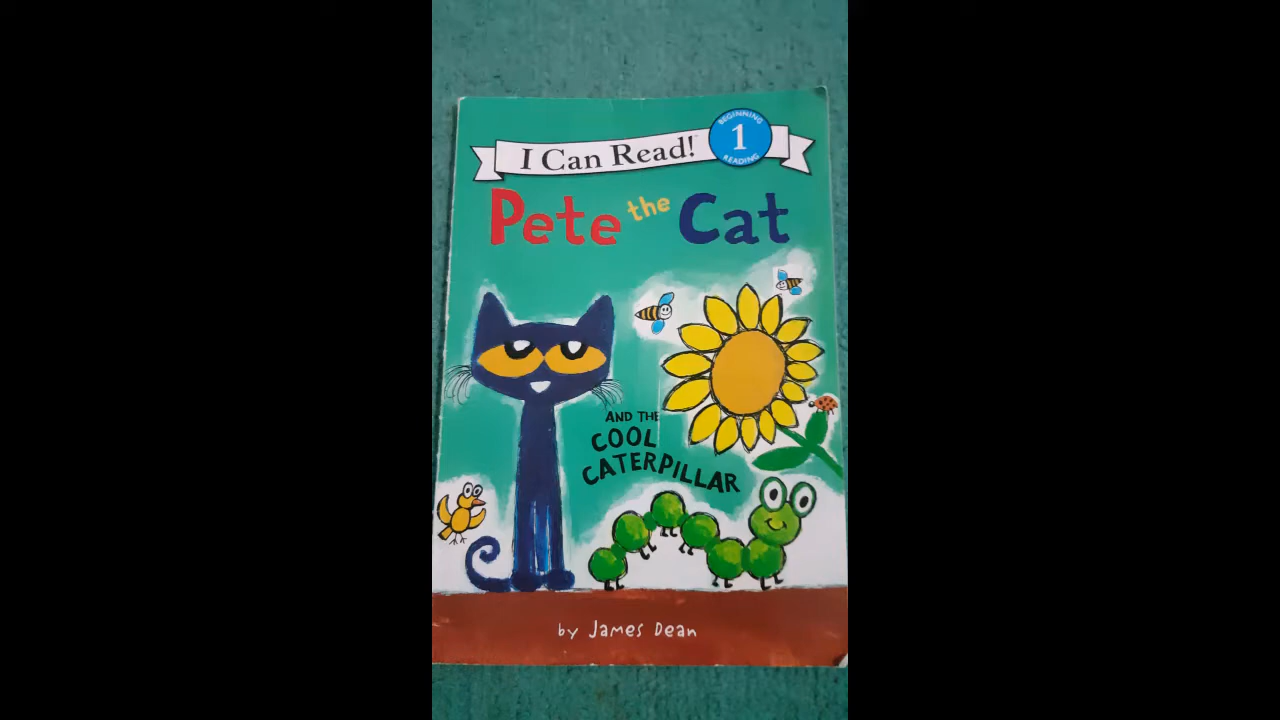 I Can Read!
BEGINNING
1
READING
Pete the Cat
AND THE
COOL
CATERPILLAR
by James Dean